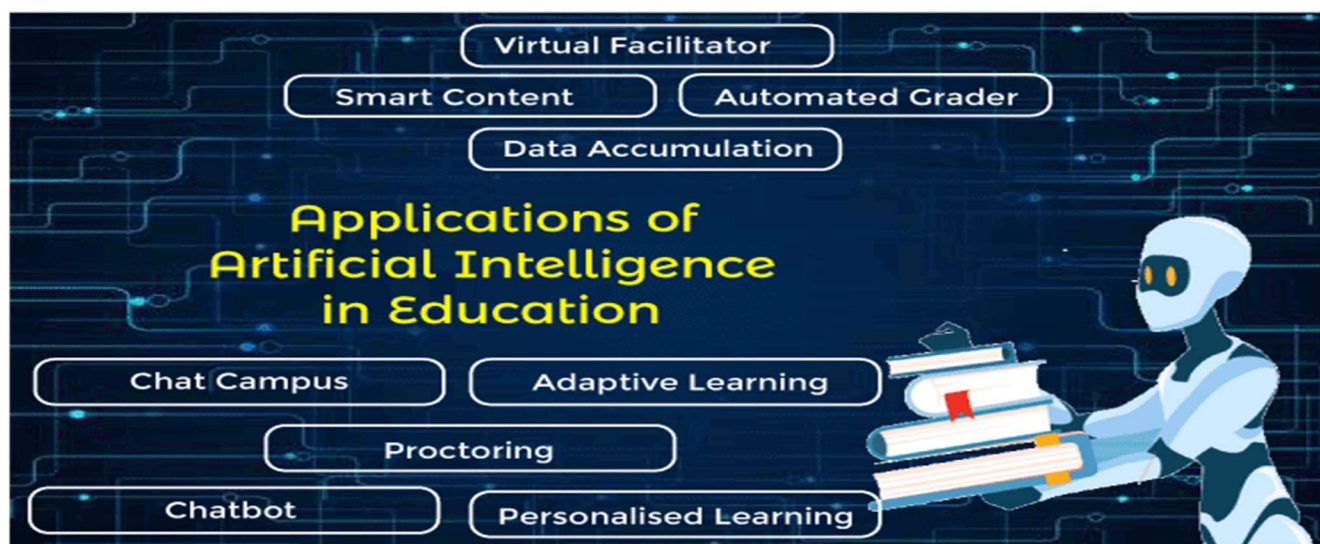 Virtual Facilitator
Smart Content
Automated Grader
Data Accumulation
Applications of
Artificial Intelligence
in Education
Chat Campus
Adaptive Learning
Proctoring
Chatbot
Personalised Learning